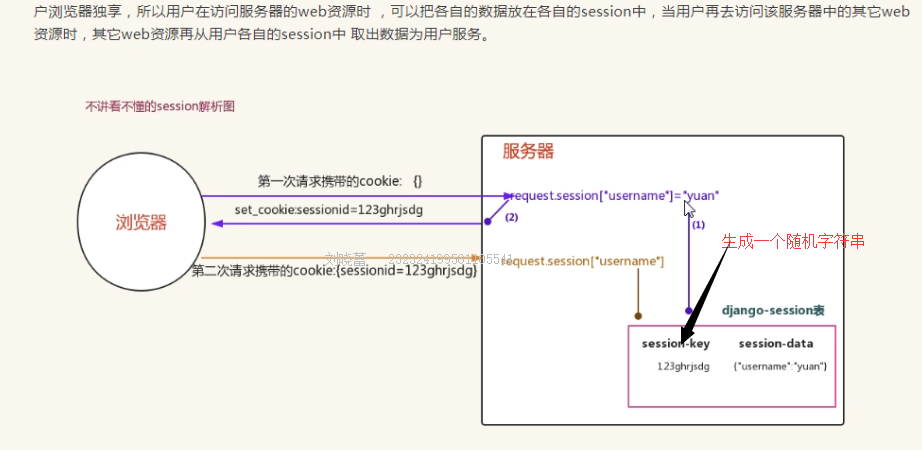 户浏览器独享，所以用户在访问服务器的web资源时 ，可以把各自的数据放在各自的session中，当用户再去访问该服务器中的其它web
资源时，其它web资源再从用户各自的session中 取出数据为用户服务。
不讲看不懂的session解析图
服务器
第一次请求携带的cookie: {}
request.session["username"]="yuan"
set_cookie:sessionid=123ghrjsdg
(2)
浏览器
(1)
生成一个随机字符串
第二次请求携带的cookie:{sessionid=123ghrjsdg}
request.session["username"]
django-session表
session-key session-data
123ghrjsdg {"username":"yuan"}